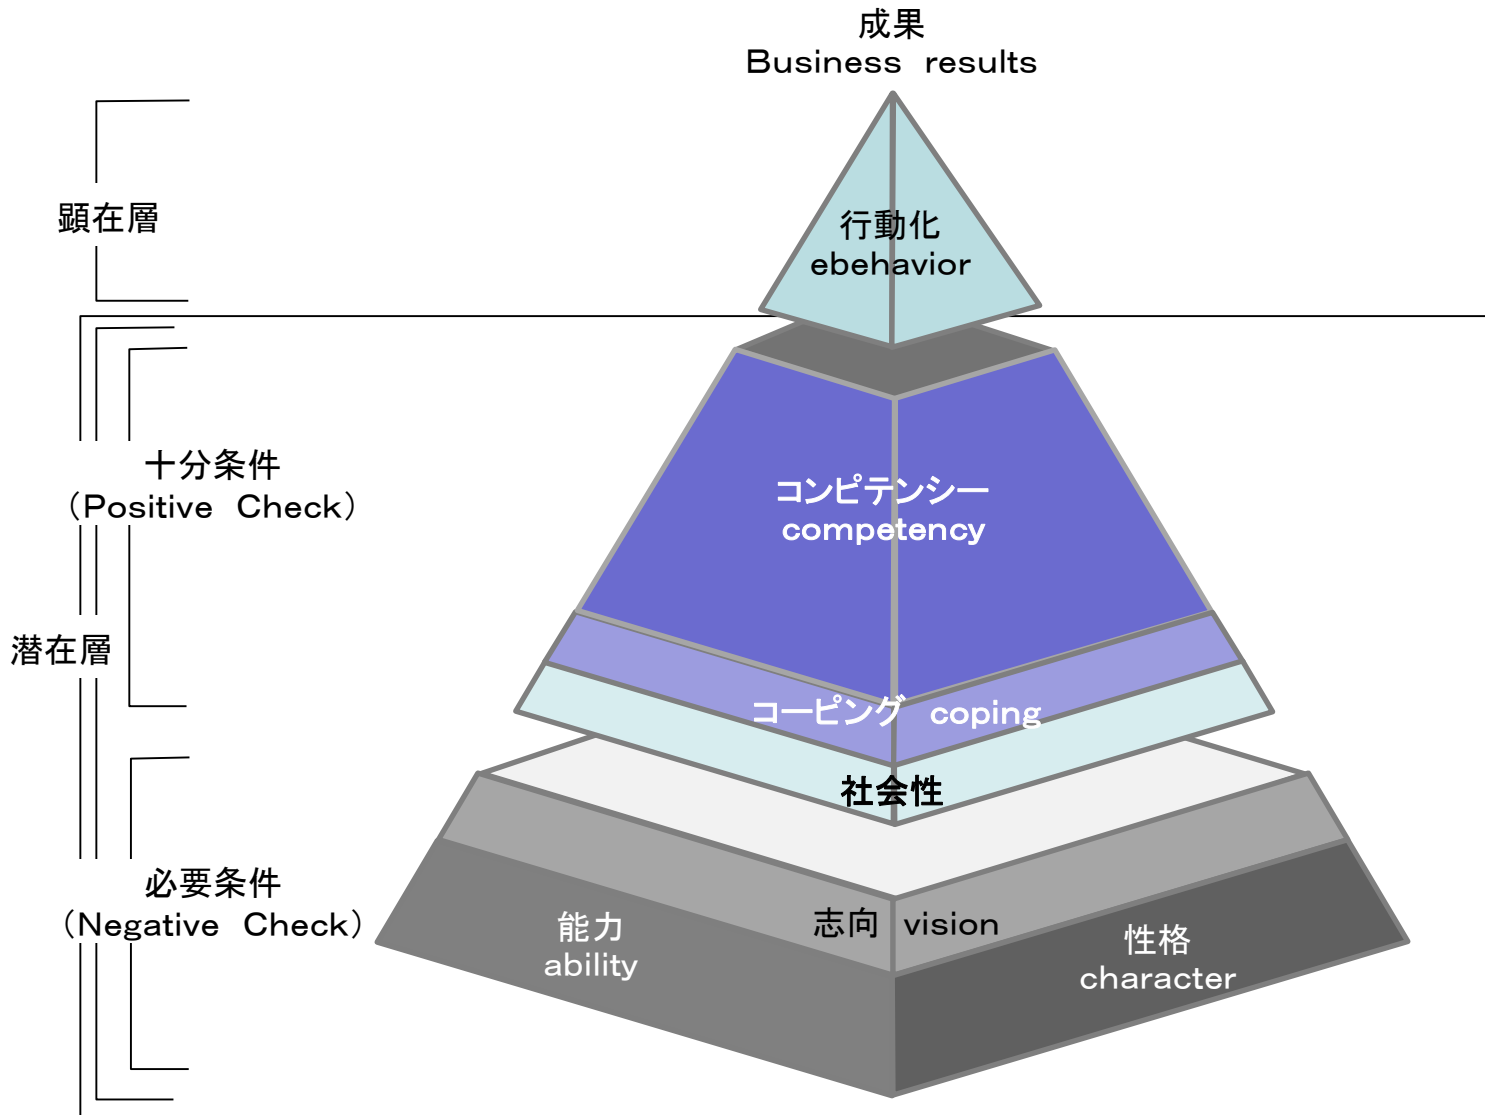 成果
Business results
顕在層
行動化
ebehavior
十分条件
（Positive Check）
コンピテンシー
competency
潜在層
コーピング coping
社会性
必要条件
（Negative Check）
能力
ability
志向 vision
性格
character